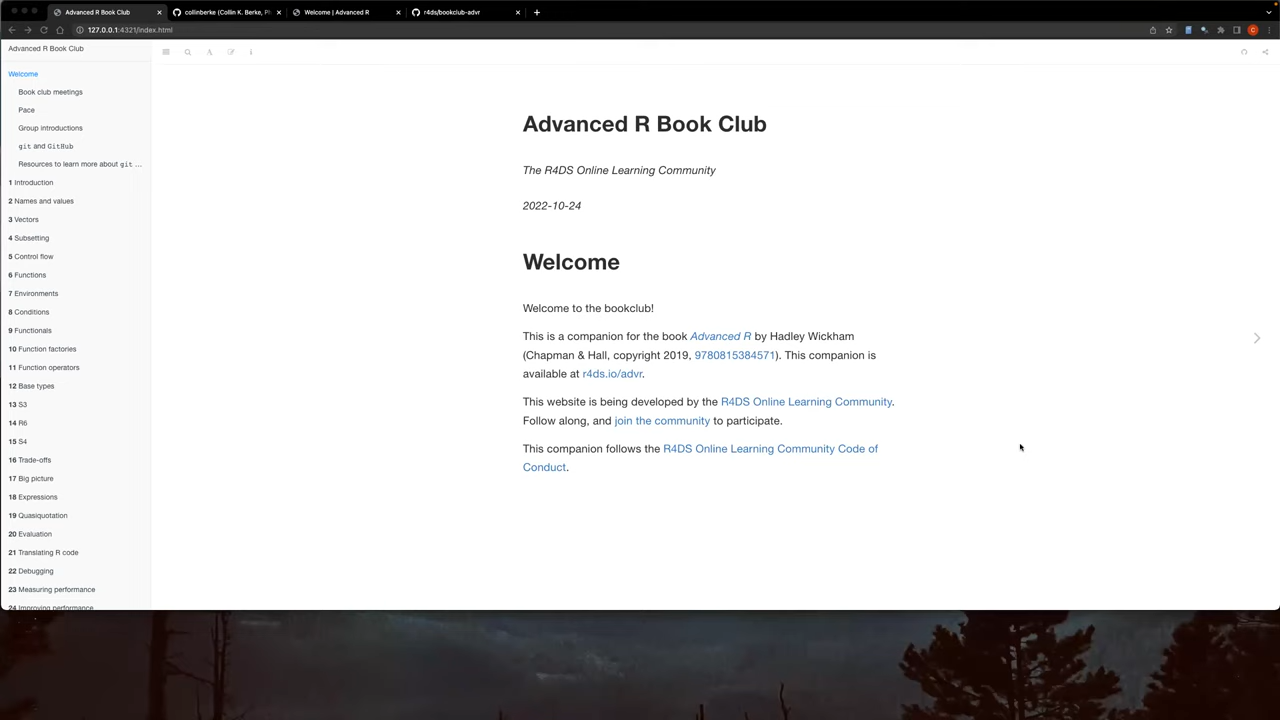 Advanced R Book Club
collinberke (Collin K. Berke, Ph
Welcome | Advanced R
r4ds/bookclub-advr
127.0.0.1:4321/index.html
C
Advanced R Book Club
Welcome
Book club meetings
Pace
Group introductions
git and GitHub
Resources to learn more about git ...
1 Introduction
2 Names and values
3 Vectors
4 Subsetting
5 Control flow
6 Functions
7 Environments
8 Conditions
9 Functionals
10 Function factories
11 Function operators
12 Base types
13 S3
14 R6
15 S4
16 Trade-offs
17 Big picture
18 Expressions
19 Quasiquotation
20 Evaluation
21 Translating R code
22 Debugging
23 Measuring performance
24 Improving performance
Advanced R Book Club
The R4DS Online Learning Community
2022-10-24
Welcome
Welcome to the bookclub!
This is a companion for the book Advanced R by Hadley Wickham
(Chapman & Hall, copyright 2019, 9780815384571). This companion is
available at r4ds.io/advr.
This website is being developed by the R4DS Online Learning Community.
Follow along, and join the community to participate.
This companion follows the R4DS Online Learning Community Code of
Conduct.